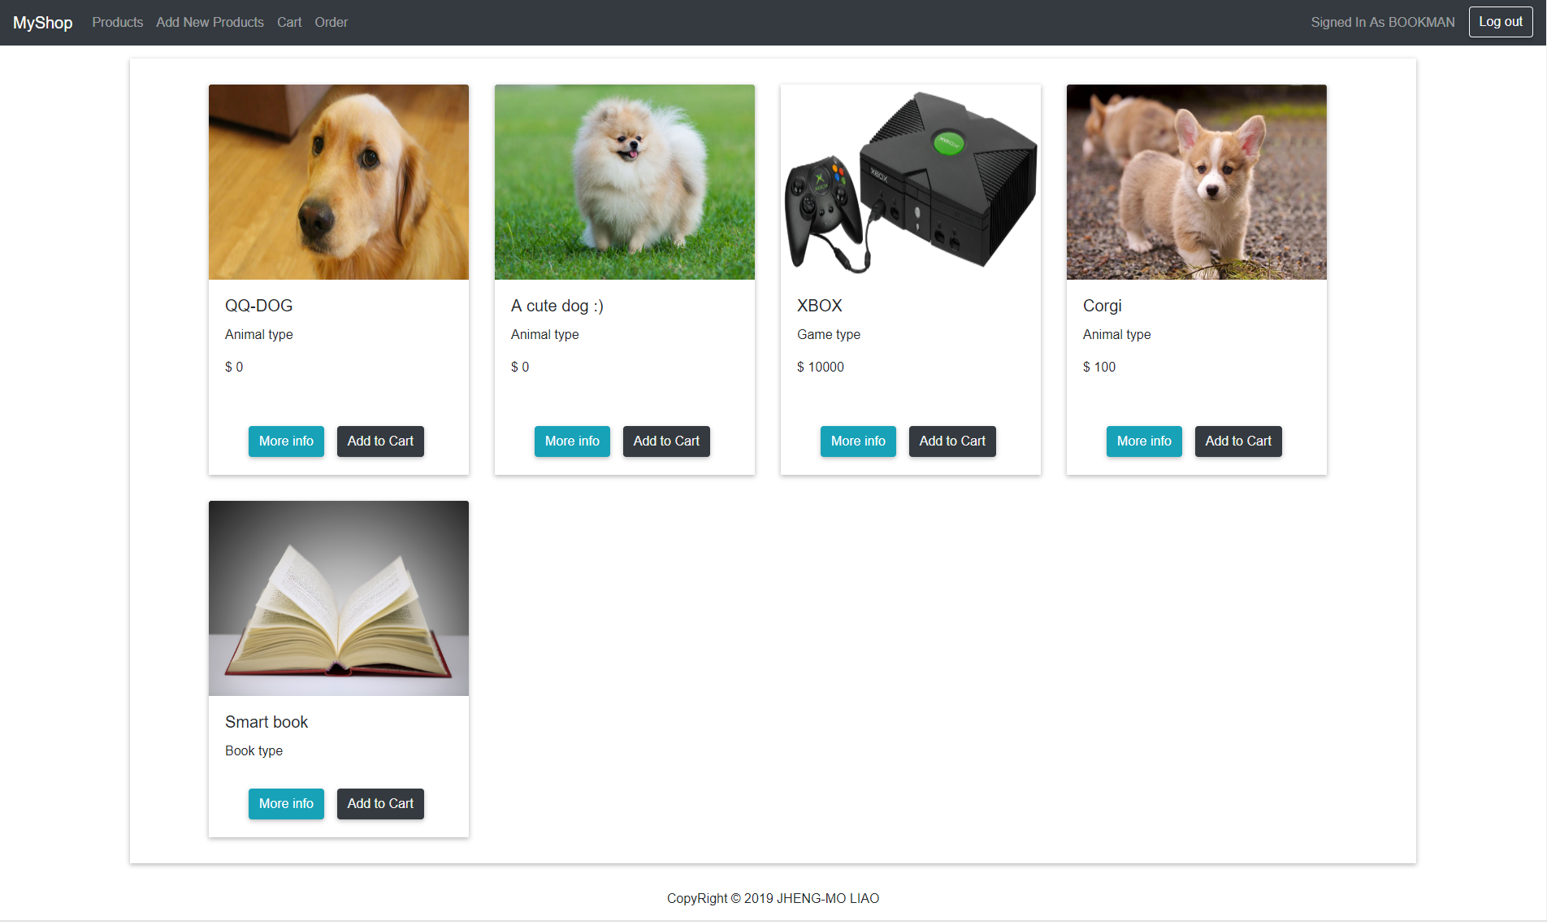 MyShop Products Add New Products Cart Order Signed In As BOOKMAN Log out
XBOX
QQ-DOG
Animal type
$ 0
More info Add to Cart
A cute dog :)
Animal type
$ 0
More info Add to Cart
XBOX
Game type
$ 10000
More info Add to Cart
Corgi
Animal type
$ 100
More info Add to Cart
Smart book
Book type
More info Add to Cart
CopyRight © 2019 JHENG-MO LIAO